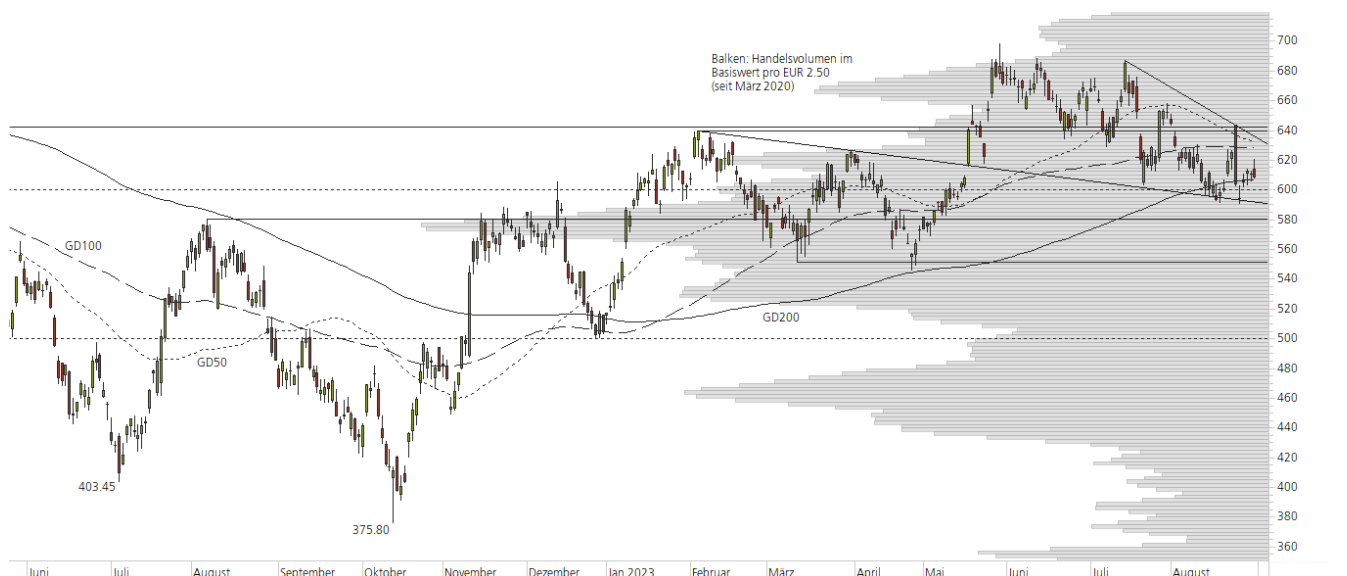 Balken: Handelsvolumen im
Basiswert pro EUR 2.50
(seit März 2020)
GD100
GD50
GD200
403.45
375.80
700
680
660
640
620
600
580
560
540
520
500
480
460
440
420
400
380
360
Juni Juli August September Oktober November Dezember Jan 2023 Februar März April Mai Juni Juli August